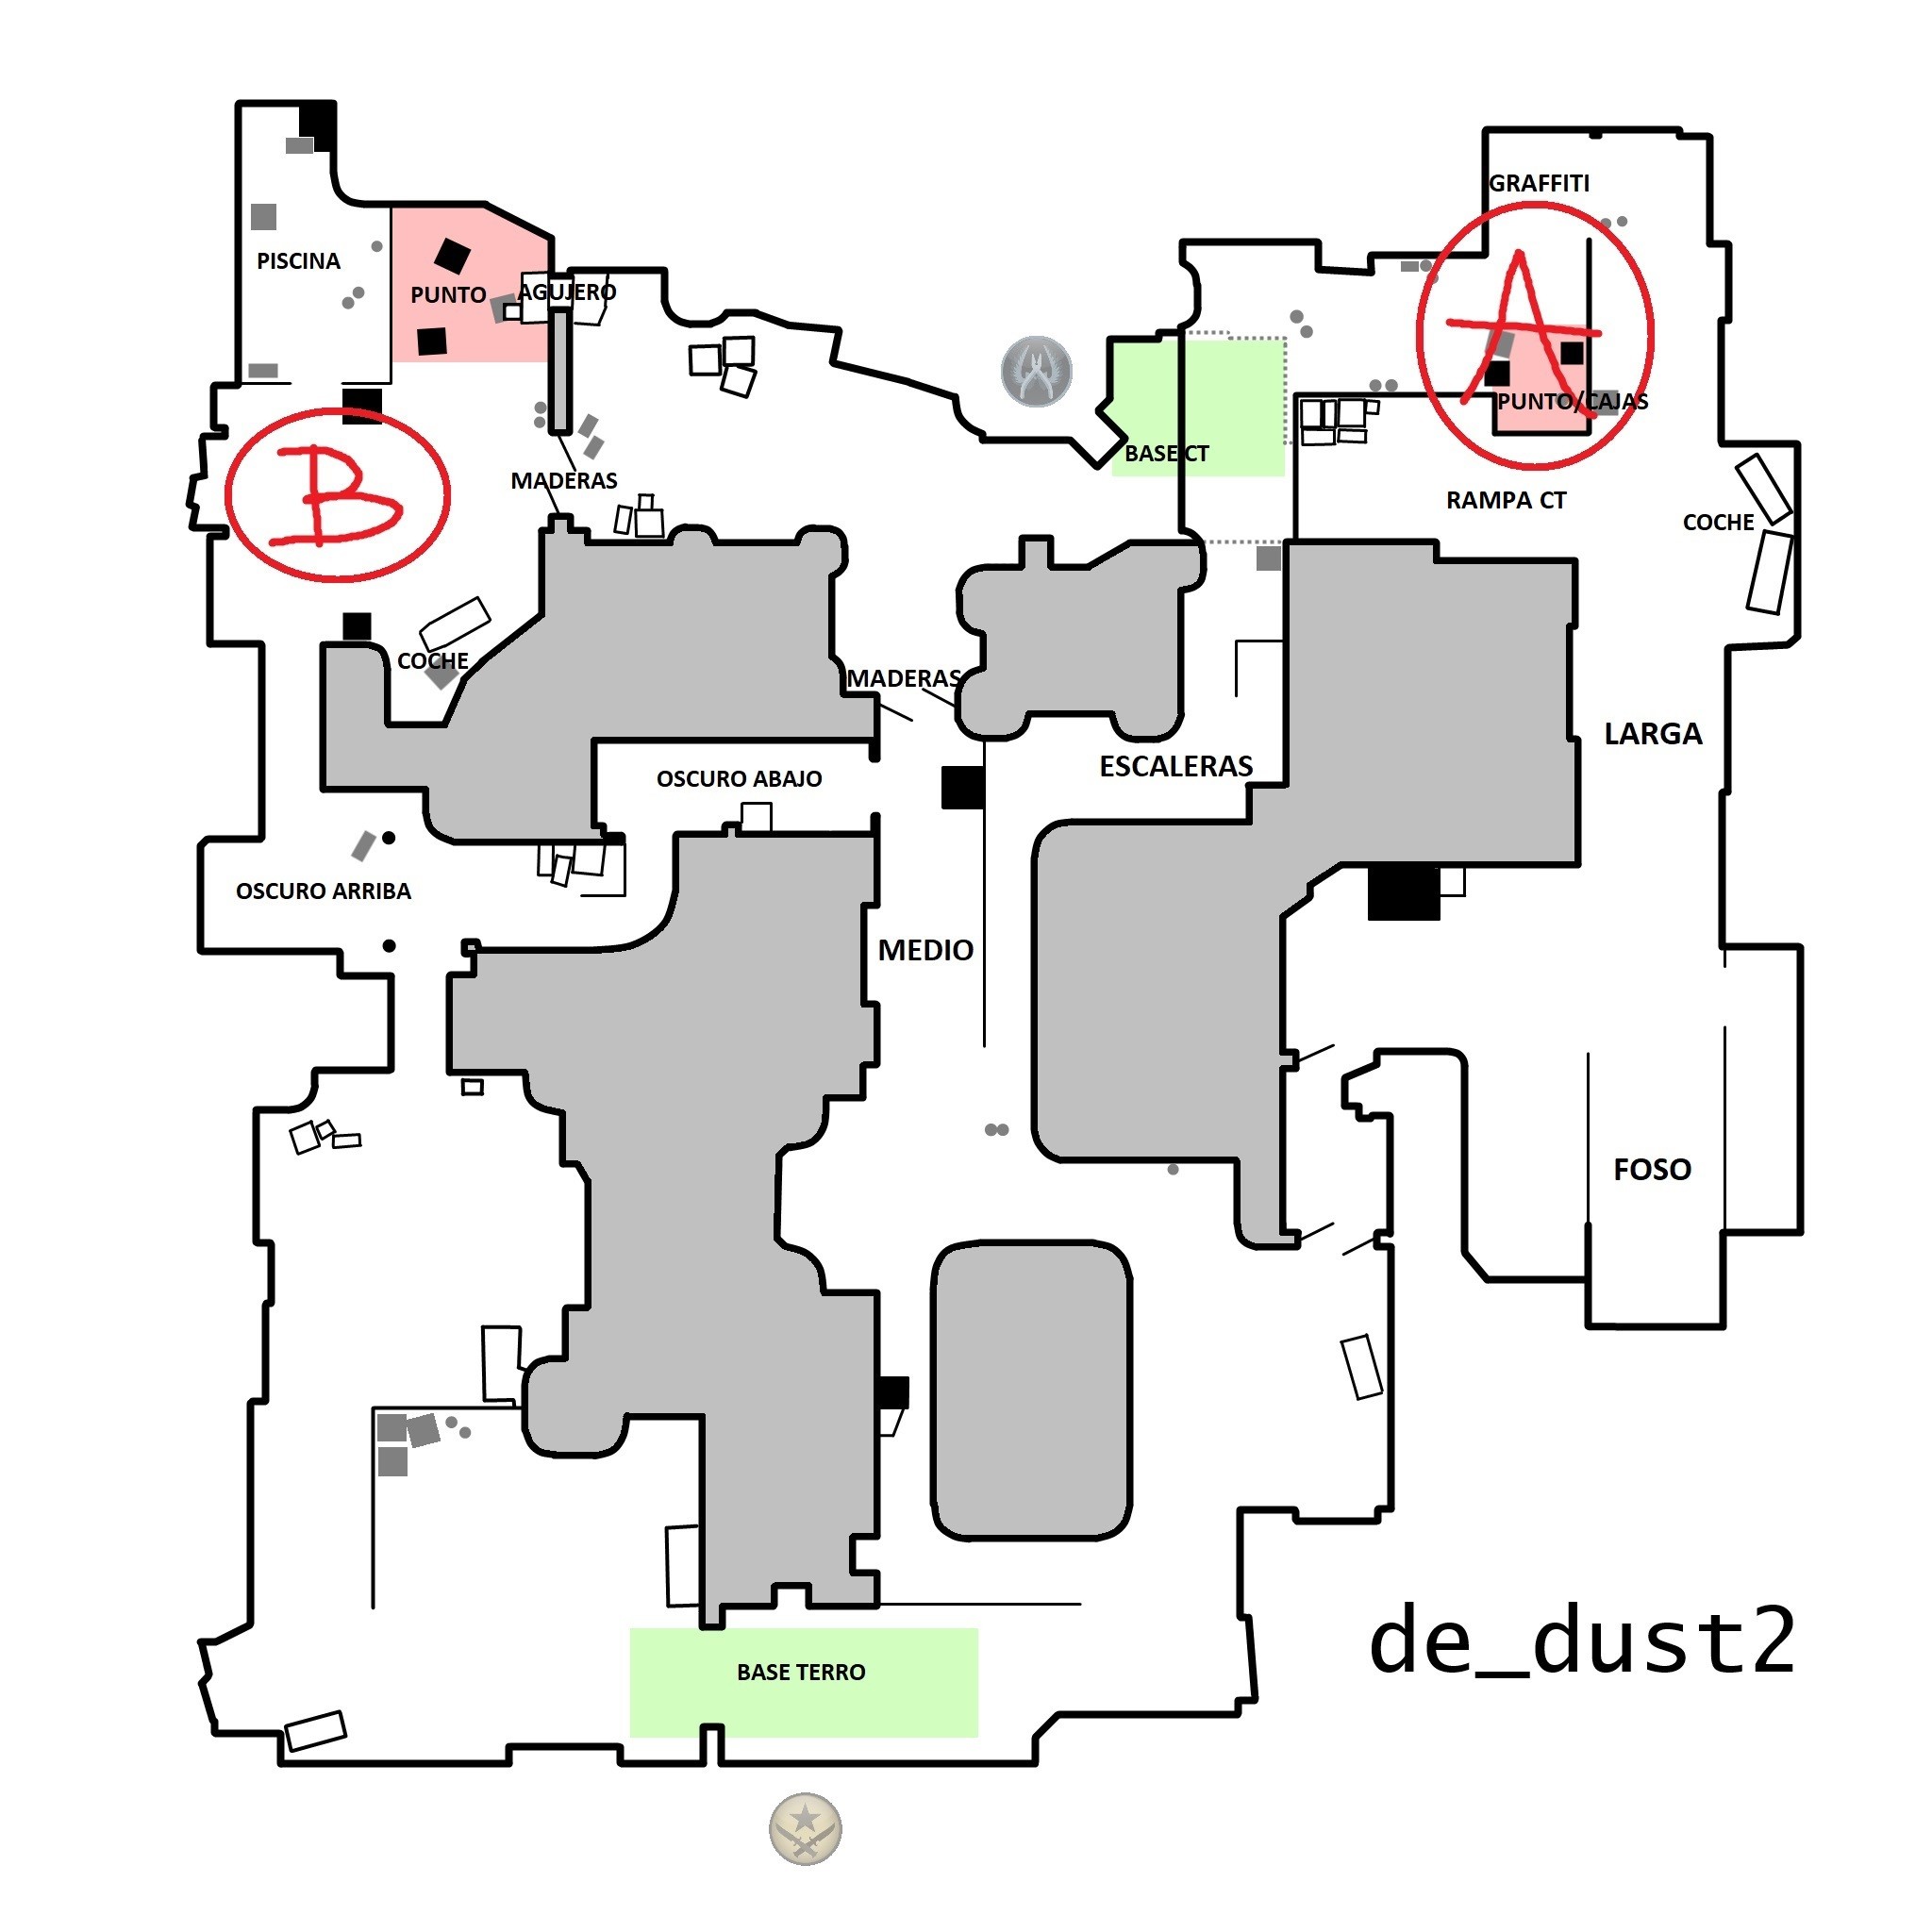 GRAFFITI
PISCINA
PUNTO
AGUJERO
A
PUNTO/CAJAS
BASE CT
B
MADERAS
RAMPA CT
COCHE
COCHE
MADERAS
LARGA
ESCALERAS
OSCURO ABAJO
OSCURO ARRIBA
MEDIO
FOSO
de_dust2
BASE TERRO